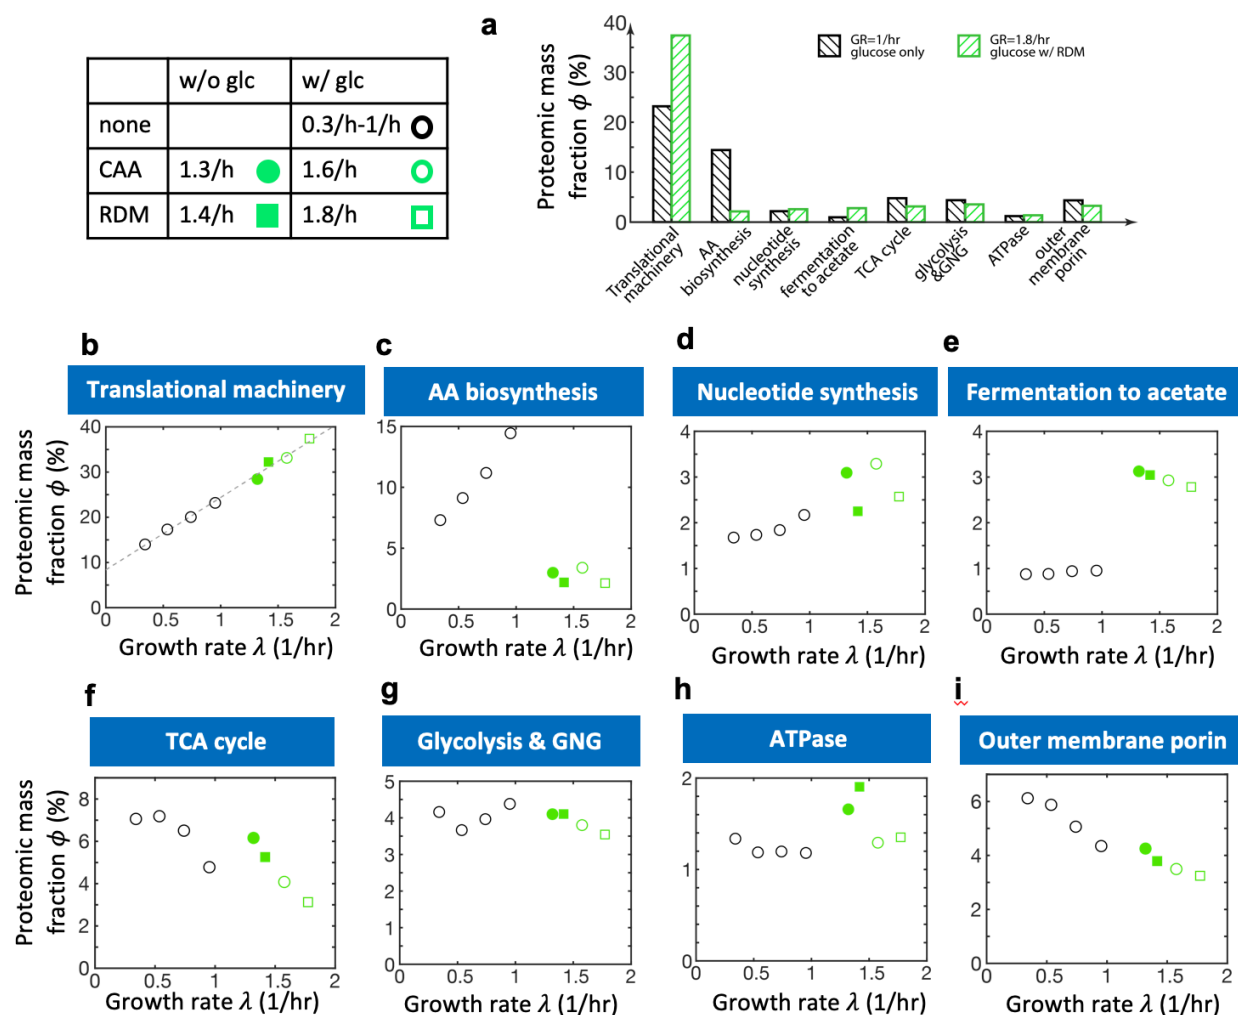 a
40
30
20
10
0
Proteomic mass
fraction ϕ (%)
GR=1/hr
glucose only
GR=1.8/hr
glucose w/ RDM
Translational
machinery
AA
biosynthesis
nucleotide
synthesis
fermentation
to acetate
TCA cycle
glycolysis
&GNG
ATPase
outer
membrane
porin
w/o glc w/ glc
none 0.3/h-1/h
CAA 1.3/h 1.6/h
RDM 1.4/h 1.8/h
b
Translational machinery
Proteomic mass
fraction ϕ (%)
40
30
20
10
0
0 0.5 1 1.5 2
Growth rate λ (1/hr)
c
AA biosynthesis
15
10
5
0
0 0.5 1 1.5 2
Growth rate λ (1/hr)
d
Nucleotide synthesis
4
3
2
1
0
0 0.5 1 1.5 2
Growth rate λ (1/hr)
e
Fermentation to acetate
4
3
2
1
0
0 0.5 1 1.5 2
Growth rate λ (1/hr)
f
TCA cycle
Proteomic mass
fraction ϕ (%)
8
6
4
2
0
0 0.5 1 1.5 2
Growth rate λ (1/hr)
g
Glycolysis & GNG
5
4
3
2
1
0
0 0.5 1 1.5 2
Growth rate λ (1/hr)
h
ATPase
2
1
0
0 0.5 1 1.5 2
Growth rate λ (1/hr)
i
Outer membrane porin
6
4
2
0
0 0.5 1 1.5 2
Growth rate λ (1/hr)